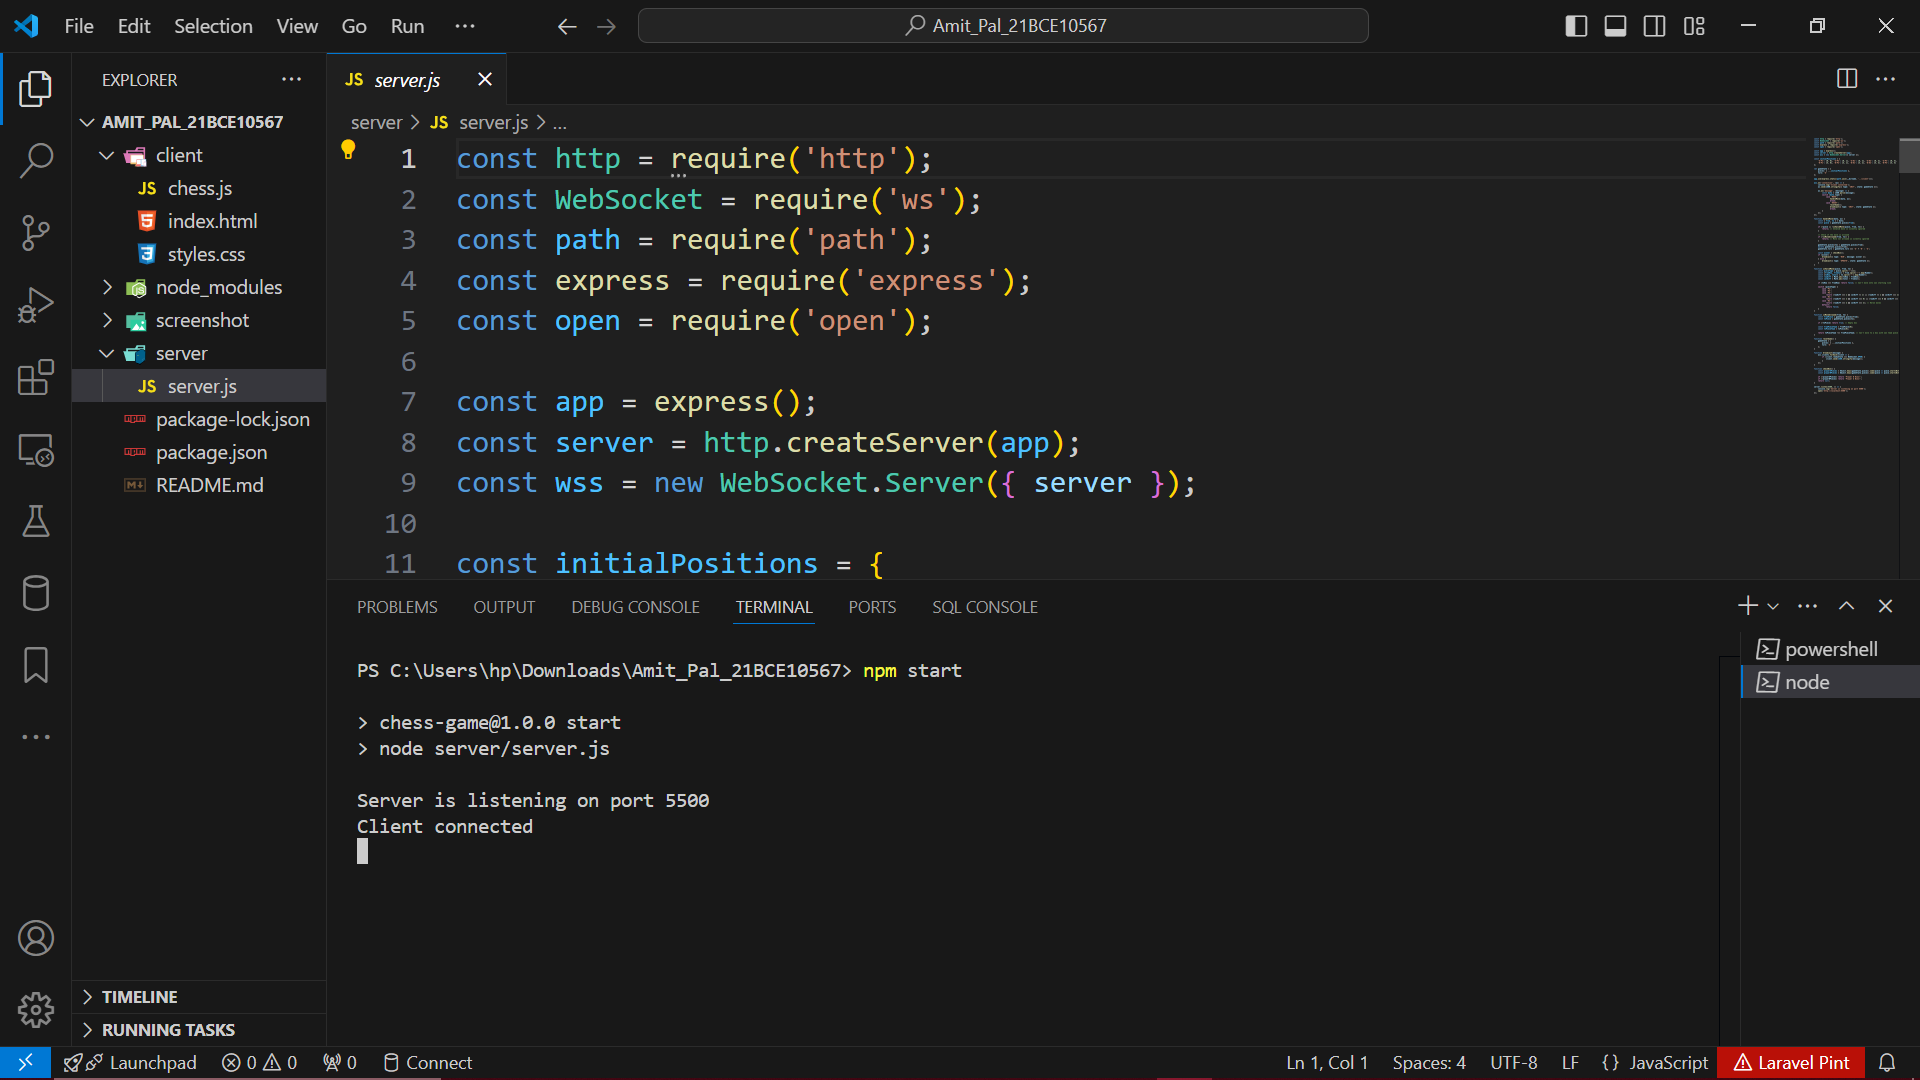 File Edit Selection View Go Run ···
Amit_Pal_21BCE10567
EXPLORER
AMIT_PAL_21BCE10567
client
JS chess.js
index.html
styles.css
node_modules
screenshot
server
JS server.js
package-lock.json
package.json
README.md
TIMELINE
RUNNING TASKS
JS server.js
server > JS server.js > ...
1 const http = require('http');
2 const WebSocket = require('ws');
3 const path = require('path');
4 const express = require('express');
5 const open = require('open');
6
7 const app = express();
8 const server = http.createServer(app);
9 const wss = new WebSocket.Server({ server });
10
11 const initialPositions = {
PROBLEMS OUTPUT DEBUG CONSOLE TERMINAL PORTS SQL CONSOLE
PS C:\Users\hp\Downloads\Amit_Pal_21BCE10567> npm start
> chess-game@1.0.0 start
> node server/server.js
Server is listening on port 5500
Client connected
powershell
node
Launchpad 0 0 0 Connect
Ln 1, Col 1 Spaces: 4 UTF-8 LF {} JavaScript Laravel Pint